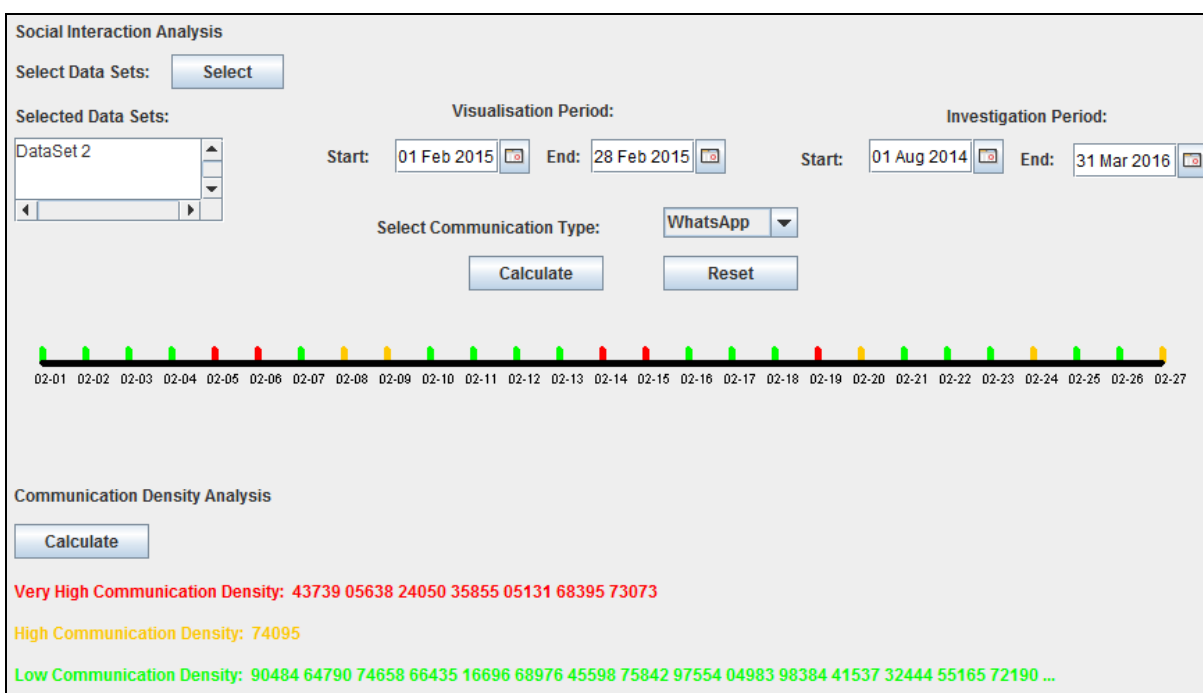 Social Interaction Analysis
Select Data Sets: Select
Selected Data Sets: Visualisation Period: Investigation Period:
DataSet 2
Start: 01 Feb 2015 End: 28 Feb 2015 Start: 01 Aug 2014 End: 31 Mar 2016
Select Communication Type: WhatsApp
Calculate Reset
02-01 02-02 02-03 02-04 02-05 02-06 02-07 02-08 02-09 02-10 02-11 02-12 02-13 02-14 02-15 02-16 02-17 02-18 02-19 02-20 02-21 02-22 02-23 02-24 02-25 02-26 02-27
Communication Density Analysis
Calculate
Very High Communication Density: 43739 05638 24050 35855 05131 68395 73073
High Communication Density: 74095
Low Communication Density: 90484 64790 74658 66435 16696 68976 45598 75842 97554 04983 98384 41537 32444 55165 72190 ...